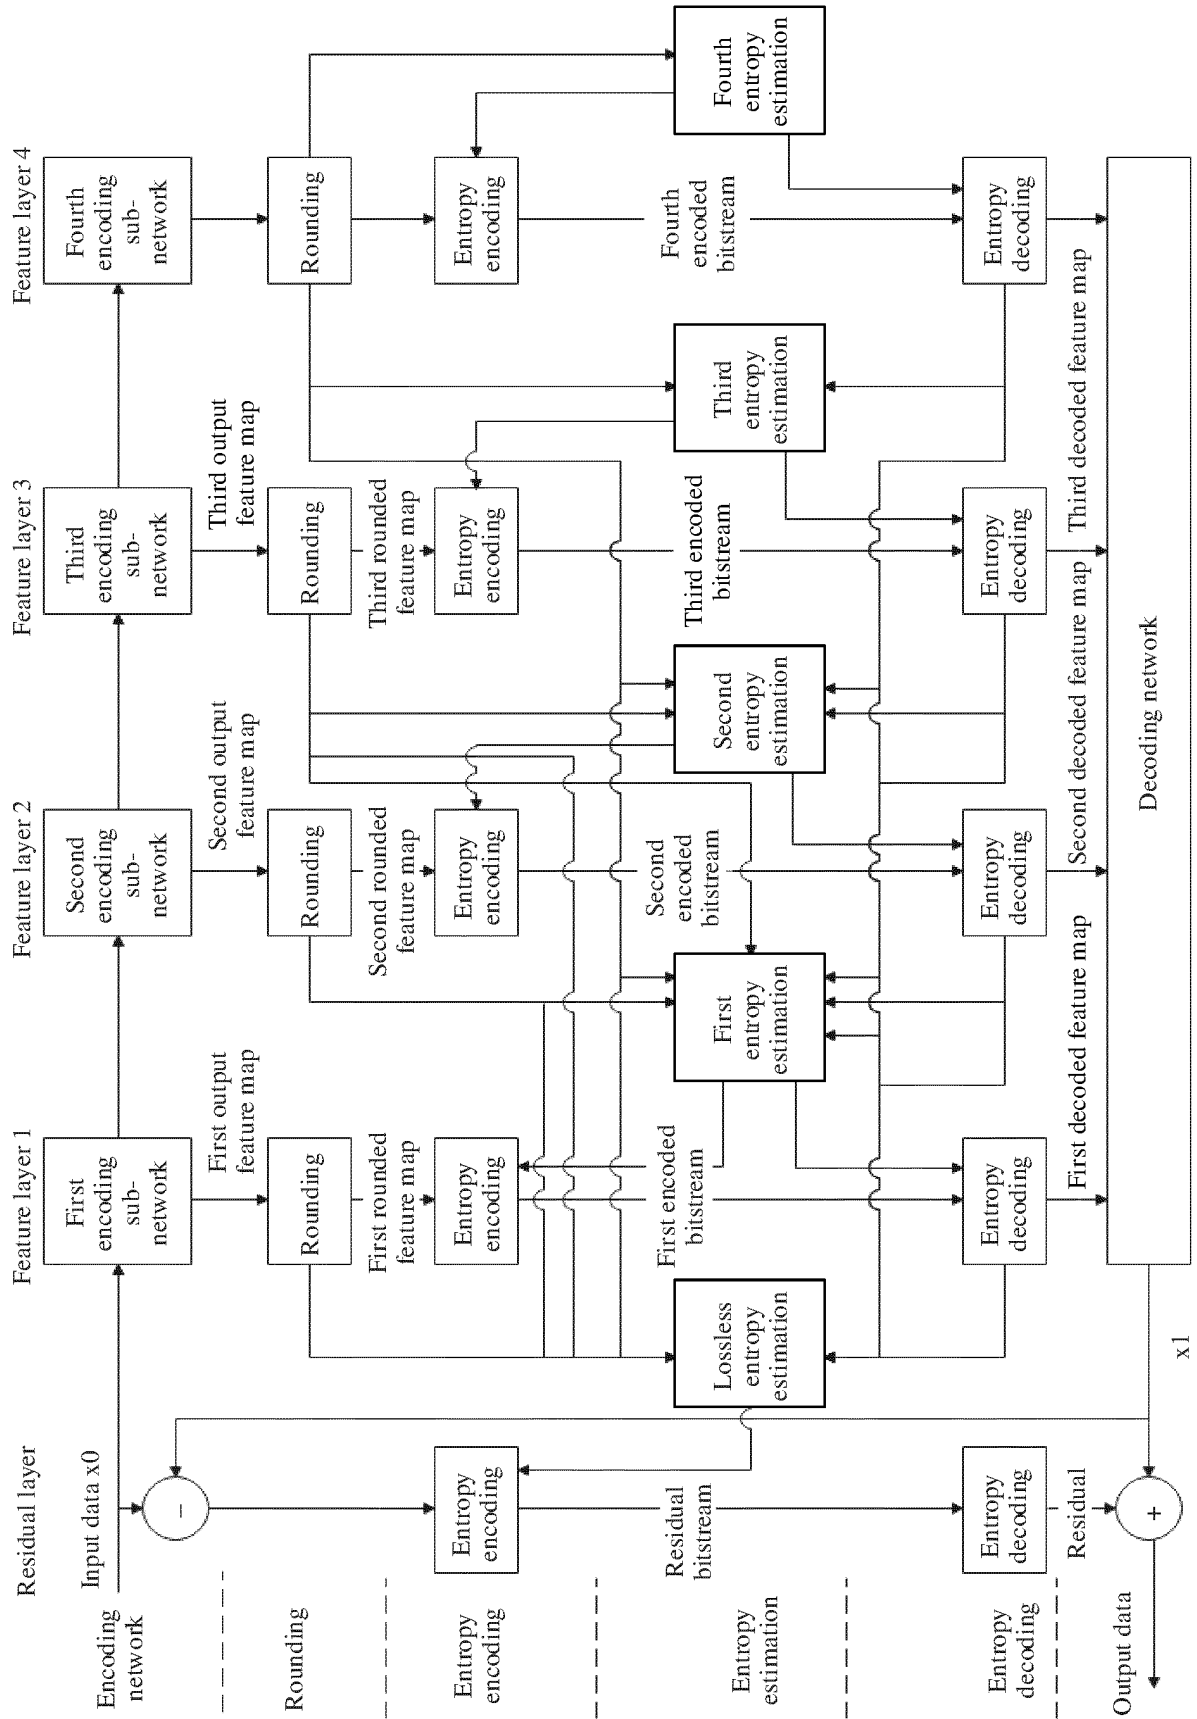 Residual layer
Feature layer 1
Feature layer 2
Feature layer 3
Feature layer 4
Encoding
network
Input data x0
First
encoding
sub-
network
Second
encoding
sub-
network
Third
encoding
sub-
network
Fourth
encoding
sub-
network
−
First output
feature map
Second output
feature map
Third output
feature map
Rounding
Rounding
Rounding
Rounding
Rounding
First rounded
feature map
Second rounded
feature map
Third rounded
feature map
Entropy
encoding
Entropy
encoding
Entropy
encoding
Entropy
encoding
Entropy
encoding
Entropy
encoding
Residual
bitstream
First encoded
bitstream
Second
encoded
bitstream
Third encoded
bitstream
Fourth
encoded
bitstream
Entropy
estimation
Lossless
entropy
estimation
First
entropy
estimation
Second
entropy
estimation
Third
entropy
estimation
Fourth
entropy
estimation
Entropy
decoding
Entropy
decoding
Entropy
decoding
Entropy
decoding
Entropy
decoding
Entropy
decoding
Residual
First decoded feature map
Second decoded feature map
Third decoded feature map
Output data
+
x1
Decoding network